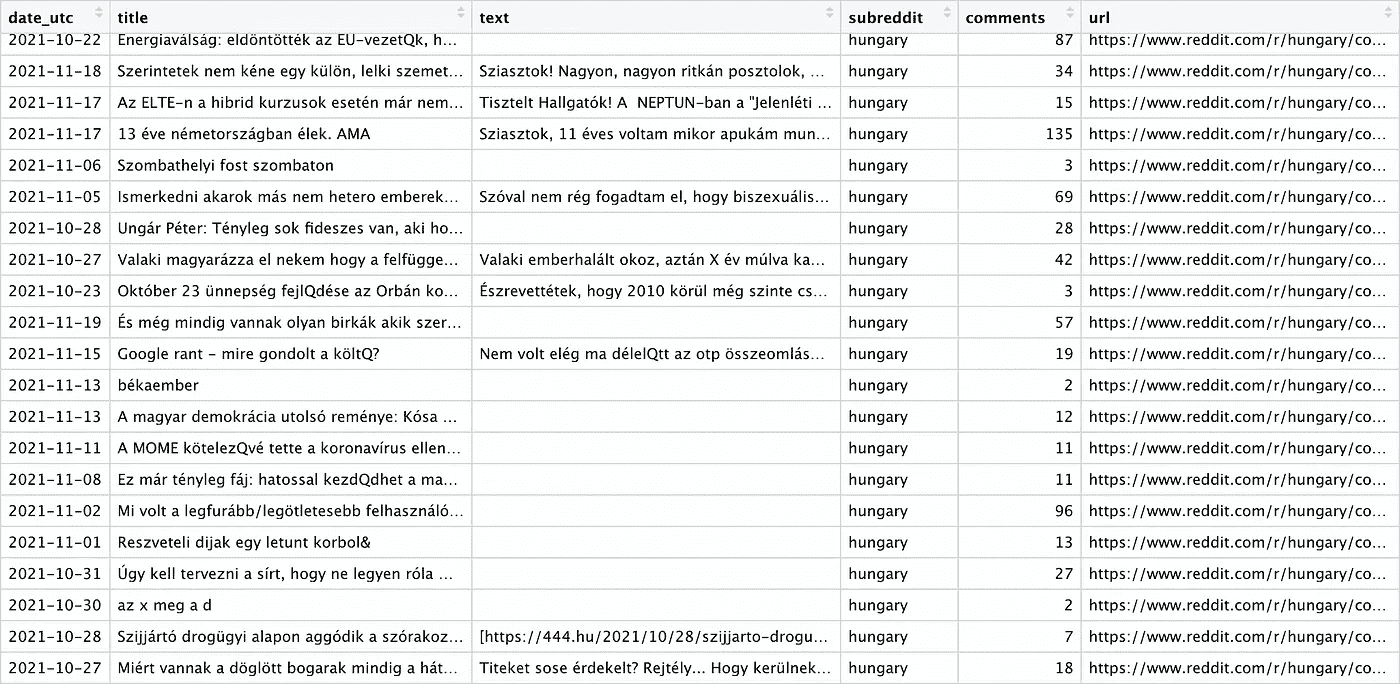 date_utc title text subreddit comments url
2021-10-22 Energiaválság: eldöntötték az EU-vezetQk, h... hungary 87 https://www.reddit.com/r/hungary/co...
2021-11-18 Szerintetek nem kéne egy külön, lelki szemet... Sziasztok! Nagyon, nagyon ritkán posztolok, ... hungary 34 https://www.reddit.com/r/hungary/co...
2021-11-17 Az ELTE-n a hibrid kurzusok esetén már nem... Tisztelt Hallgatók! A NEPTUN-ban a "Jelenléti ... hungary 15 https://www.reddit.com/r/hungary/co...
2021-11-17 13 éve németországban élek. AMA Sziasztok, 11 éves voltam mikor apukám mun... hungary 135 https://www.reddit.com/r/hungary/co...
2021-11-06 Szombathelyi fost szombaton hungary 3 https://www.reddit.com/r/hungary/co...
2021-11-05 Ismerkedni akarok más nem hetero emberek... Szóval nem rég fogadtam el, hogy biszexuális... hungary 69 https://www.reddit.com/r/hungary/co...
2021-10-28 Ungár Péter: Tényleg sok fideszes van, aki ho... hungary 28 https://www.reddit.com/r/hungary/co...
2021-10-27 Valaki magyarázza el nekem hogy a felfügge... Valaki emberhalált okoz, aztán X év múlva ka... hungary 42 https://www.reddit.com/r/hungary/co...
2021-10-23 Október 23 ünnepség fejlQdése az Orbán ko... Észrevettétek, hogy 2010 körül még szinte cs... hungary 3 https://www.reddit.com/r/hungary/co...
2021-11-19 És még mindig vannak olyan birkák akik szer... hungary 57 https://www.reddit.com/r/hungary/co...
2021-11-15 Google rant - mire gondolt a költQ? Nem volt elég ma délelQtt az otp összeomlás... hungary 19 https://www.reddit.com/r/hungary/co...
2021-11-13 békaember hungary 2 https://www.reddit.com/r/hungary/co...
2021-11-13 A magyar demokrácia utolsó reménye: Kósa ... hungary 12 https://www.reddit.com/r/hungary/co...
2021-11-11 A MOME kötelezQvé tette a koronavírus ellen... hungary 11 https://www.reddit.com/r/hungary/co...
2021-11-08 Ez már tényleg fáj: hatossal kezdQdhet a ma... hungary 11 https://www.reddit.com/r/hungary/co...
2021-11-02 Mi volt a legfurább/legötletesebb felhasználó... hungary 96 https://www.reddit.com/r/hungary/co...
2021-11-01 Reszveteli dijak egy letunt korbol& hungary 13 https://www.reddit.com/r/hungary/co...
2021-10-31 Úgy kell tervezni a sírt, hogy ne legyen róla ... hungary 27 https://www.reddit.com/r/hungary/co...
2021-10-30 az x meg a d hungary 2 https://www.reddit.com/r/hungary/co...
2021-10-28 Szijjártó drogügyi alapon aggódik a szórakoz... [https://444.hu/2021/10/28/szijjarto-drogu... hungary 7 https://www.reddit.com/r/hungary/co...
2021-10-27 Miért vannak a döglött bogarak mindig a hát... Titeket sose érdekelt? Rejtély... Hogy kerülnek... hungary 18 https://www.reddit.com/r/hungary/co...